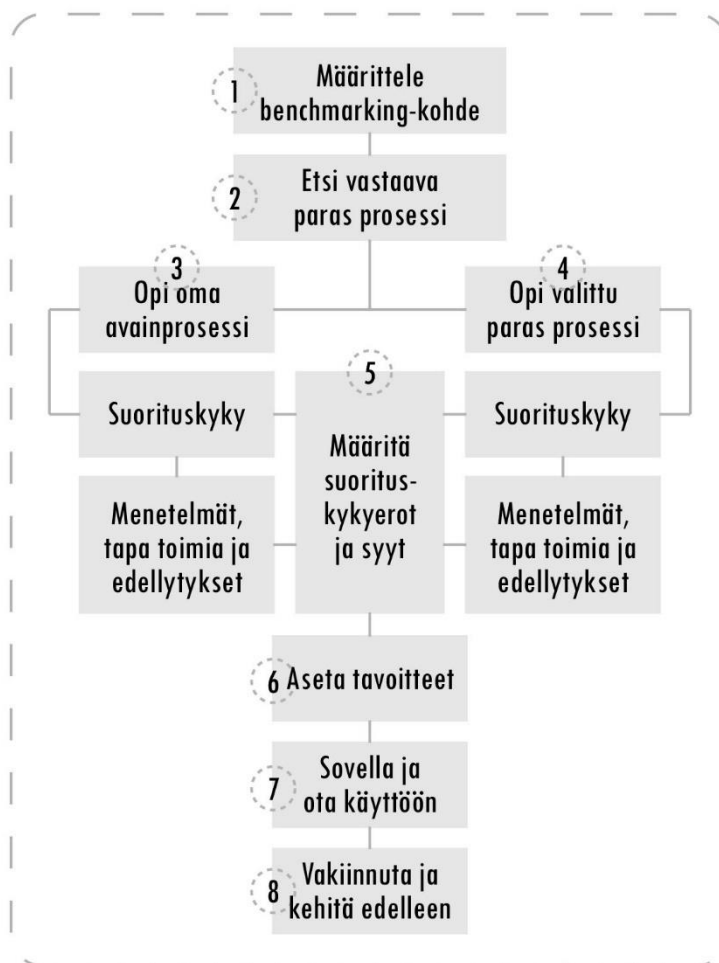 1
Määrittele
benchmarking-kohde
2
Etsi vastaava
paras prosessi
3
Opi oma
avainprosessi
4
Opi valittu
paras prosessi
5
Määritä
suoritus-
kykyerot
ja syyt
Suorituskyky
Menetelmät,
tapa toimia ja
edellytykset
Suorituskyky
Menetelmät,
tapa toimia ja
edellytykset
6 Aseta tavoitteet
7
Sovella ja
ota käyttöön
8
Vakiinnuta ja
kehitä edelleen